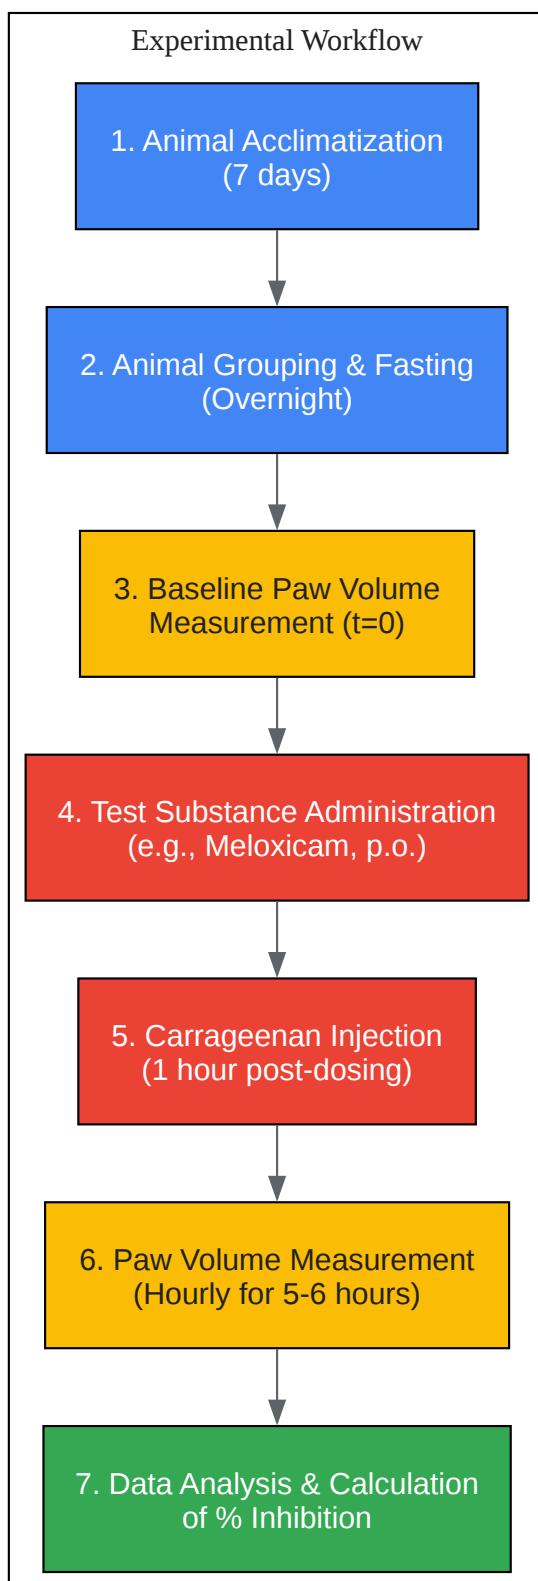 Experimental Workflow
1. Animal Acclimatization
(7 days)
2. Animal Grouping & Fasting
(Overnight)
3. Baseline Paw Volume
Measurement (t=0)
4. Test Substance Administration
(e.g., Meloxicam, p.o.)
5. Carrageenan Injection
(1 hour post-dosing)
6. Paw Volume Measurement
(Hourly for 5-6 hours)
7. Data Analysis & Calculation
of % Inhibition